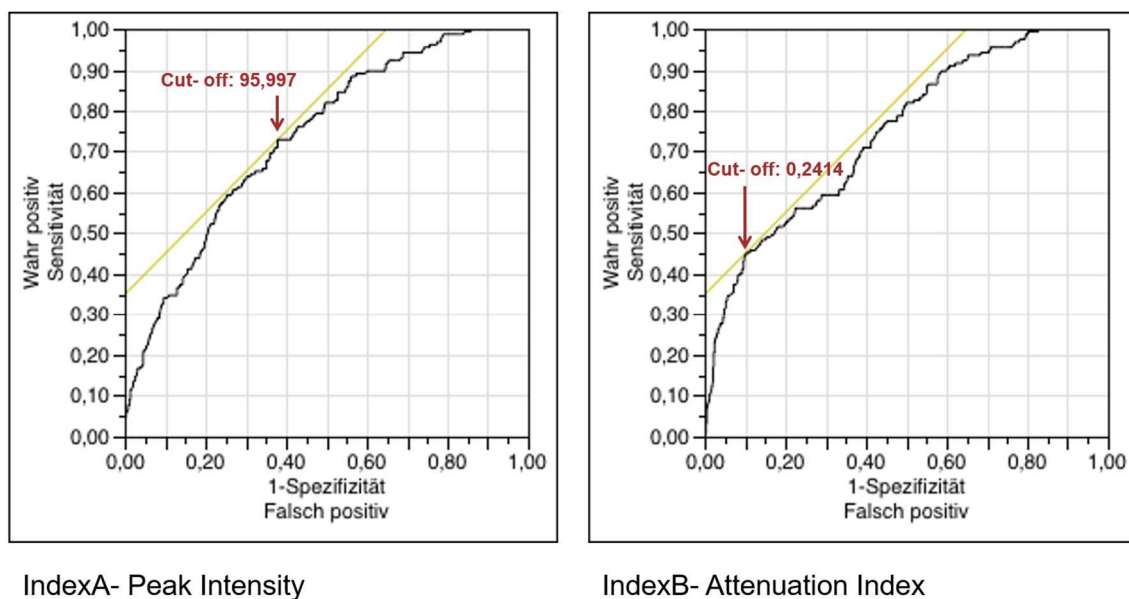 1,00
0,90
0,80
0,70
0,60
0,50
0,40
0,30
0,20
0,10
0,00
Wahr positiv
Sensitivität
Cut- off: 95,997
0,00 0,20 0,40 0,60 0,80 1,00
1-Spezifizität
Falsch positiv
IndexA- Peak Intensity
1,00
0,90
0,80
0,70
0,60
0,50
0,40
0,30
0,20
0,10
0,00
Wahr positiv
Sensitivität
Cut- off: 0,2414
0,00 0,20 0,40 0,60 0,80 1,00
1-Spezifizität
Falsch positiv
IndexB- Attenuation Index